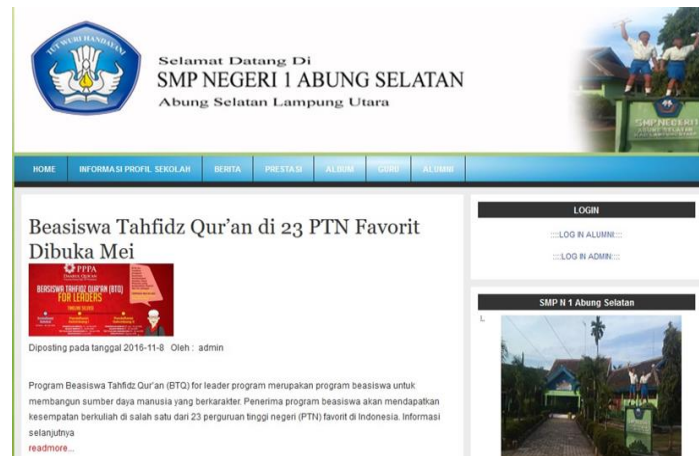 TUT WURI HANDAYANI
Selamat Datang Di
SMP NEGERI 1 ABUNG SELATAN
Abung Selatan Lampung Utara
SMP NEGERI 1
ABUNG SELATAN
HOME INFORMASI PROFIL SEKOLAH BERITA PRESTASI ALBUM GURU ALUMNI
Beasiswa Tahfidz Qur'an di 23 PTN Favorit
Dibuka Mei
PPPA
BEASISWA TAHFIDZ QUR'AN (BTQ)
FOR LEADERS
Diposting pada tanggal 2016-11-8 Oleh : admin
Program Beasiswa Tahfidz Qur'an (BTQ) for leader program merupakan program beasiswa untuk
membangun sumber daya manusia yang berkarakter. Penerima program beasiswa akan mendapatkan
kesempatan berkuliah di salah satu dari 23 perguruan tinggi negeri (PTN) favorit di Indonesia. Informasi
selanjutnya
readmore...
LOGIN
::::LOG IN ALUMNI::::
::::LOG IN ADMIN::::
SMP N 1 Abung Selatan
L